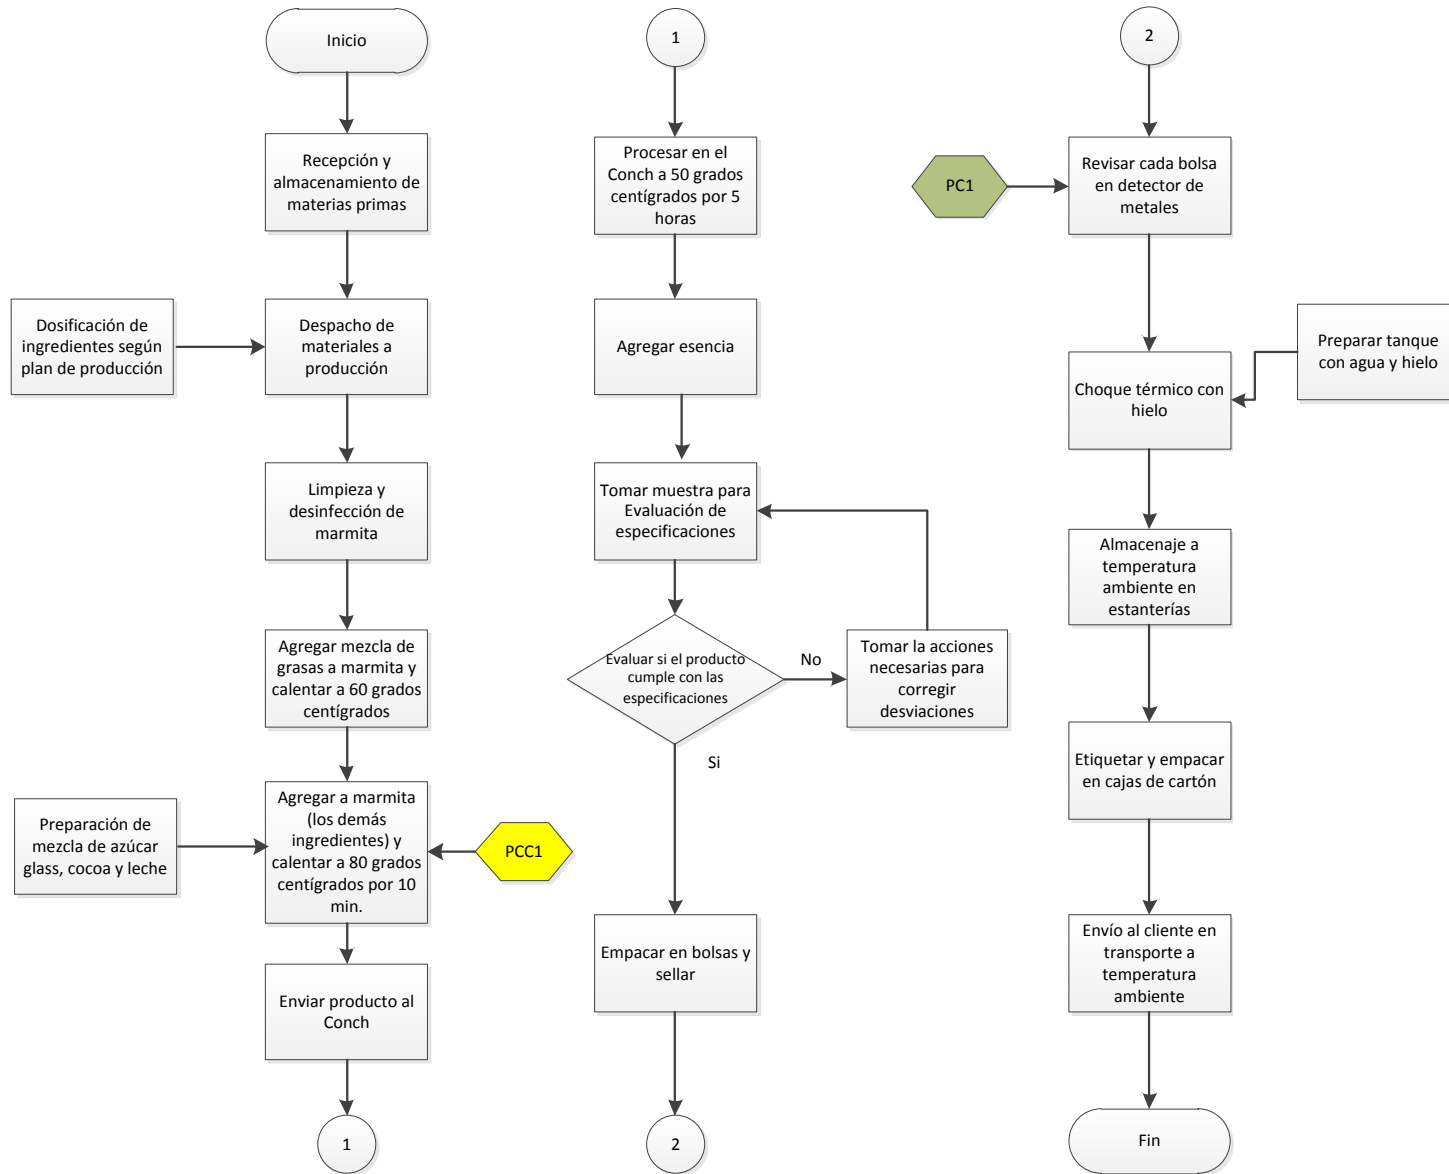 Inicio
Recepción y
almacenamiento de
materias primas
Dosificación de
ingredientes según
plan de producción
Despacho de
materiales a
producción
Limpieza y
desinfección de
marmita
Agregar mezcla de
grasas a marmita y
calentar a 60 grados
centígrados
Preparación de
mezcla de azúcar
glass, cocoa y leche
Agregar a marmita
(los demás
ingredientes) y
calentar a 80 grados
centígrados por 10
min.
PCC1
Enviar producto al
Conch
1
1
Procesar en el
Conch a 50 grados
centígrados por 5
horas
Agregar esencia
Tomar muestra para
Evaluación de
especificaciones
Evaluar si el producto
cumple con las
especificaciones
No
Tomar la acciones
necesarias para
corregir
desviaciones
Si
Empacar en bolsas y
sellar
2
2
PC1
Revisar cada bolsa
en detector de
metales
Choque térmico con
hielo
Preparar tanque
con agua y hielo
Almacenaje a
temperatura
ambiente en
estanterías
Etiquetar y empacar
en cajas de cartón
Envío al cliente en
transporte a
temperatura
ambiente
Fin